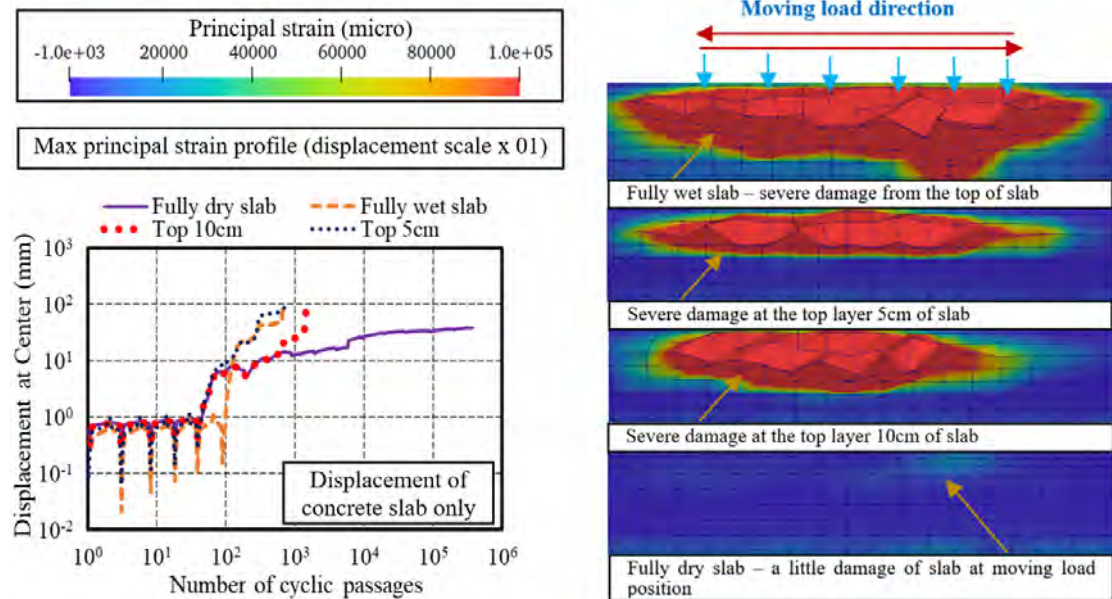 Principal strain (micro)
-1.0e+03 20000 40000 60000 80000 1.0e+05
Max principal strain profile (displacement scale x 01)
Fully dry slab Fully wet slab
Top 10cm Top 5cm
Displacement at Center (mm)
10³
10²
10¹
10⁰
10⁻¹
10⁻²
Displacement of
concrete slab only
10⁰ 10¹ 10² 10³ 10⁴ 10⁵ 10⁶
Number of cyclic passages
Moving load direction
Fully wet slab – severe damage from the top of slab
Severe damage at the top layer 5cm of slab
Severe damage at the top layer 10cm of slab
Fully dry slab – a little damage of slab at moving load
position